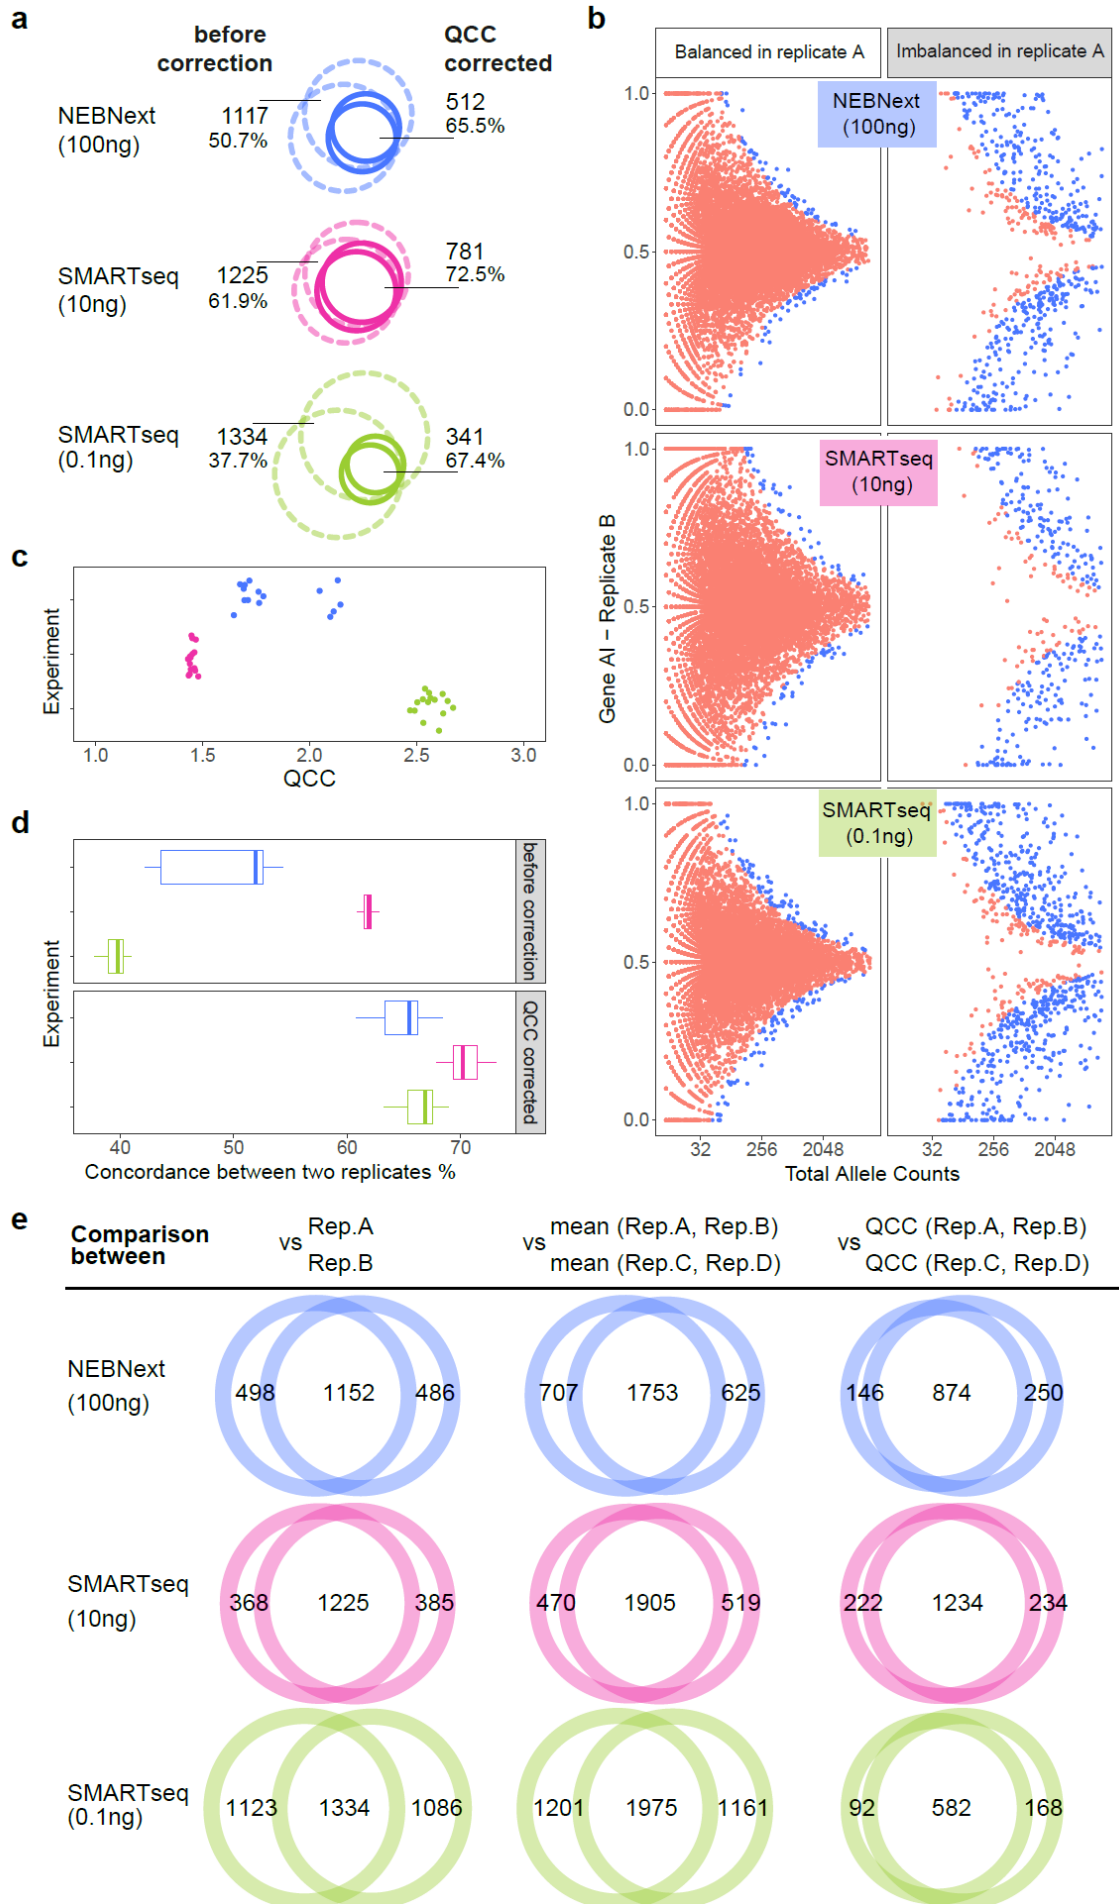 a
before
correction
QCC
corrected
NEBNext
(100ng)
1117
50.7%
512
65.5%
SMARTseq
(10ng)
1225
61.9%
781
72.5%
SMARTseq
(0.1ng)
1334
37.7%
341
67.4%
b
Balanced in replicate A
Imbalanced in replicate A
NEBNext
(100ng)
1.0
0.5
0.0
SMARTseq
(10ng)
1.0
0.5
0.0
SMARTseq
(0.1ng)
1.0
0.5
0.0
Gene AI − Replicate B
32 256 2048
32 256 2048
Total Allele Counts
c
Experiment
1.0 1.5 2.0 2.5 3.0
QCC
d
Experiment
before correction
Experiment
QCC corrected
40 50 60 70
Concordance between two replicates %
e
Comparison
between
vs
Rep.A
Rep.B
vs
mean (Rep.A, Rep.B)
mean (Rep.C, Rep.D)
vs
QCC (Rep.A, Rep.B)
QCC (Rep.C, Rep.D)
NEBNext
(100ng)
498 1152 486
707 1753 625
146 874 250
SMARTseq
(10ng)
368 1225 385
470 1905 519
222 1234 234
SMARTseq
(0.1ng)
1123 1334 1086
1201 1975 1161
92 582 168